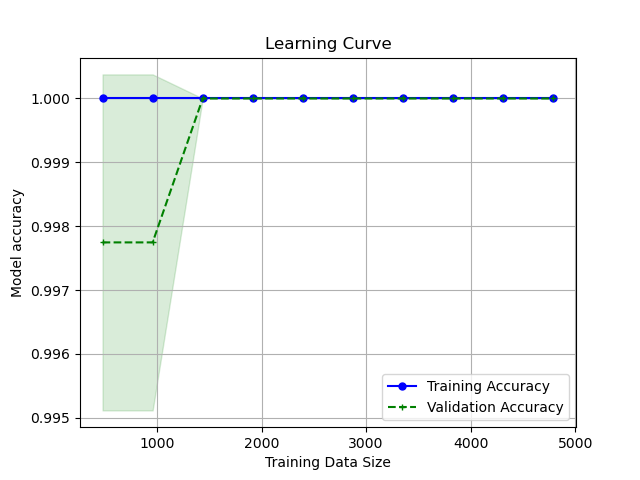 Learning Curve
1.000
0.999
0.998
0.997
0.996
0.995
Model accuracy
1000
2000
3000
4000
5000
Training Data Size
Training Accuracy
Validation Accuracy